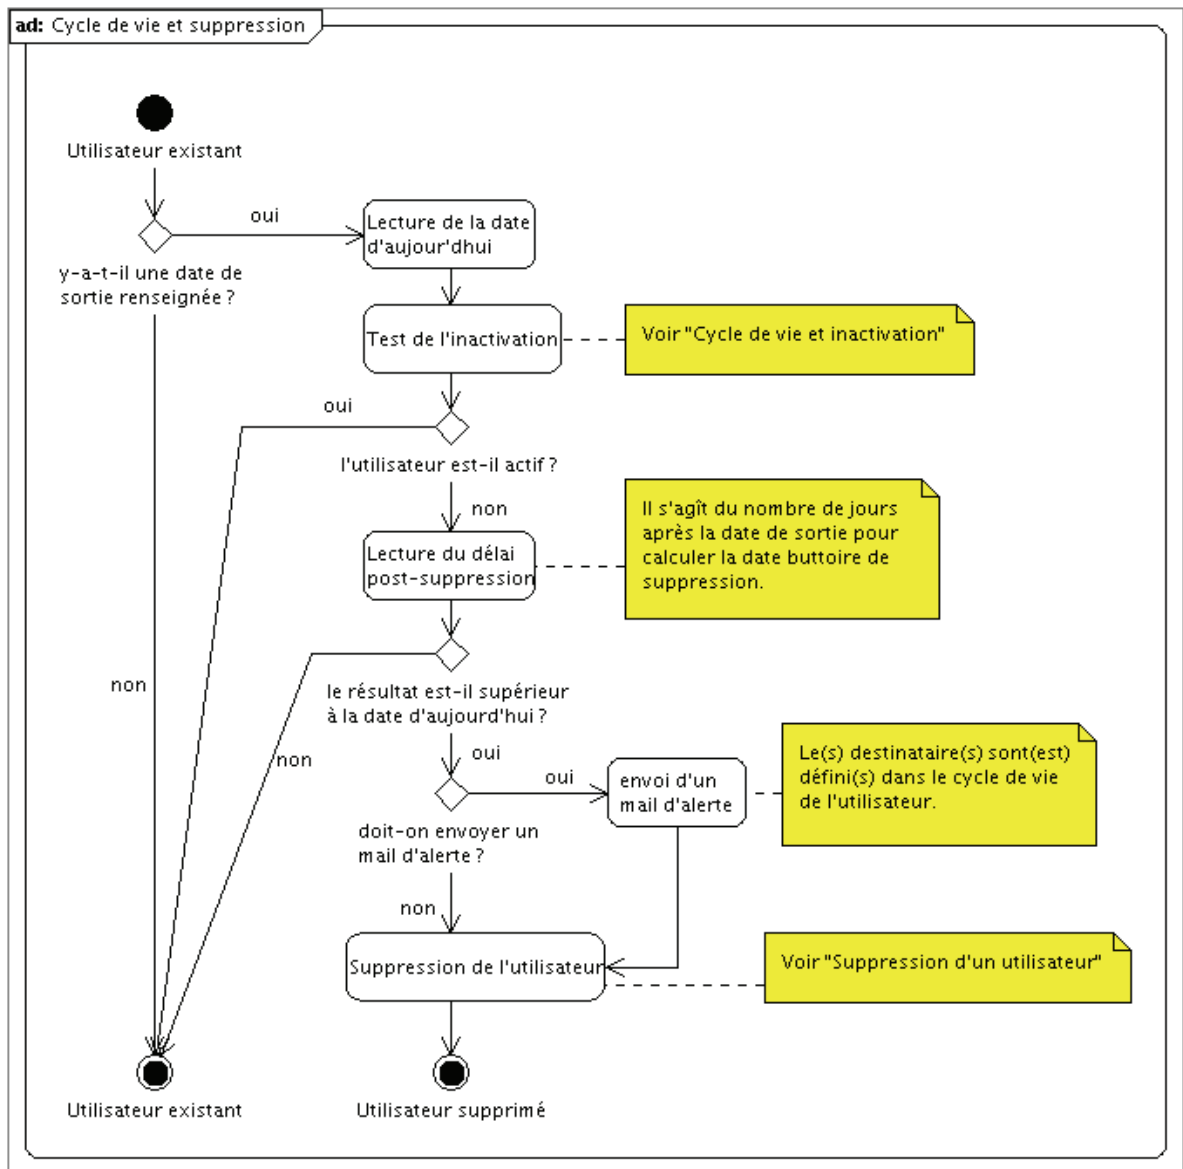 ad: Cycle de vie et suppression
Utilisateur existant
oui
Lecture de la date
d'aujour'dhui
y-a-t-il une date de
sortie renseignée ?
Test de l'inactivation
Voir "Cycle de vie et inactivation"
oui
l'utilisateur est-il actif ?
non
Il s'agît du nombre de jours
après la date de sortie pour
calculer la date buttoire de
suppression.
Lecture du délai
post-suppression
non
le résultat est-il supérieur
à la date d'aujourd'hui ?
non
oui
oui
envoi d'un
mail d'alerte
Le(s) destinataire(s) sont(est)
défini(s) dans le cycle de vie
de l'utilisateur.
doit-on envoyer un
mail d'alerte ?
non
Suppression de l'utilisateur
Voir "Suppression d'un utilisateur"
Utilisateur existant
Utilisateur supprimé